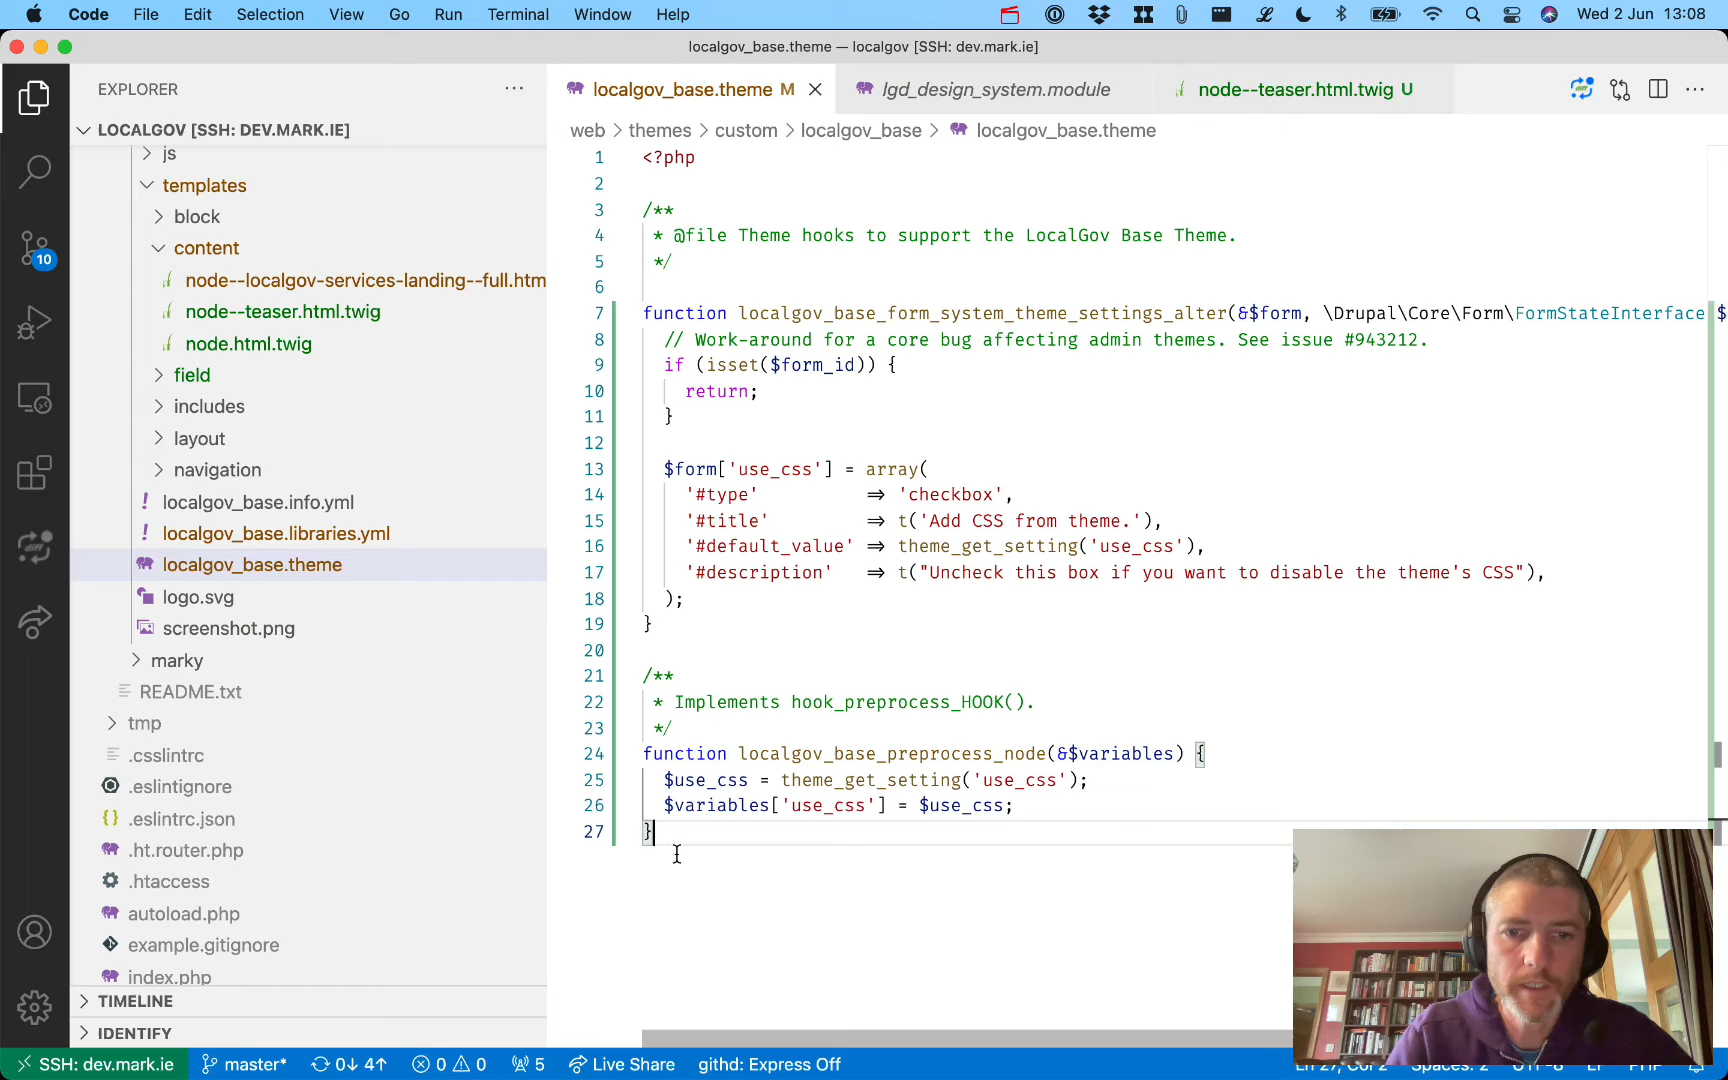 Code File Edit Selection View Go Run Terminal Window Help Wed 2 Jun 13:08
localgov_base.theme — localgov [SSH: dev.mark.ie]
EXPLORER
localgov_base.theme M
lgd_design_system.module
node--teaser.html.twig U
LOCALGOV [SSH: DEV.MARK.IE]
web > themes > custom > localgov_base > localgov_base.theme
js
templates
block
content
node--localgov-services-landing--full.htm
node--teaser.html.twig
node.html.twig
field
includes
layout
navigation
localgov_base.info.yml
localgov_base.libraries.yml
localgov_base.theme
logo.svg
screenshot.png
marky
README.txt
tmp
.csslintrc
.eslintignore
.eslintrc.json
.ht.router.php
.htaccess
autoload.php
example.gitignore
index.php
TIMELINE
IDENTIFY
10
1 <?php
2
3 /**
4 * @file Theme hooks to support the LocalGov Base Theme.
5 */
6
7 function localgov_base_form_system_theme_settings_alter(&$form, \Drupal\Core\Form\FormStateInterface $
8 // Work-around for a core bug affecting admin themes. See issue #943212.
9 if (isset($form_id)) {
10 return;
11 }
12
13 $form['use_css'] = array(
14 '#type' => 'checkbox',
15 '#title' => t('Add CSS from theme.'),
16 '#default_value' => theme_get_setting('use_css'),
17 '#description' => t("Uncheck this box if you want to disable the theme's CSS"),
18 );
19 }
20
21 /**
22 * Implements hook_preprocess_HOOK().
23 */
24 function localgov_base_preprocess_node(&$variables) {
25 $use_css = theme_get_setting('use_css');
26 $variables['use_css'] = $use_css;
27 }
SSH: dev.mark.ie master* 0↓ 4↑ 0 0 5 Live Share githd: Express Off